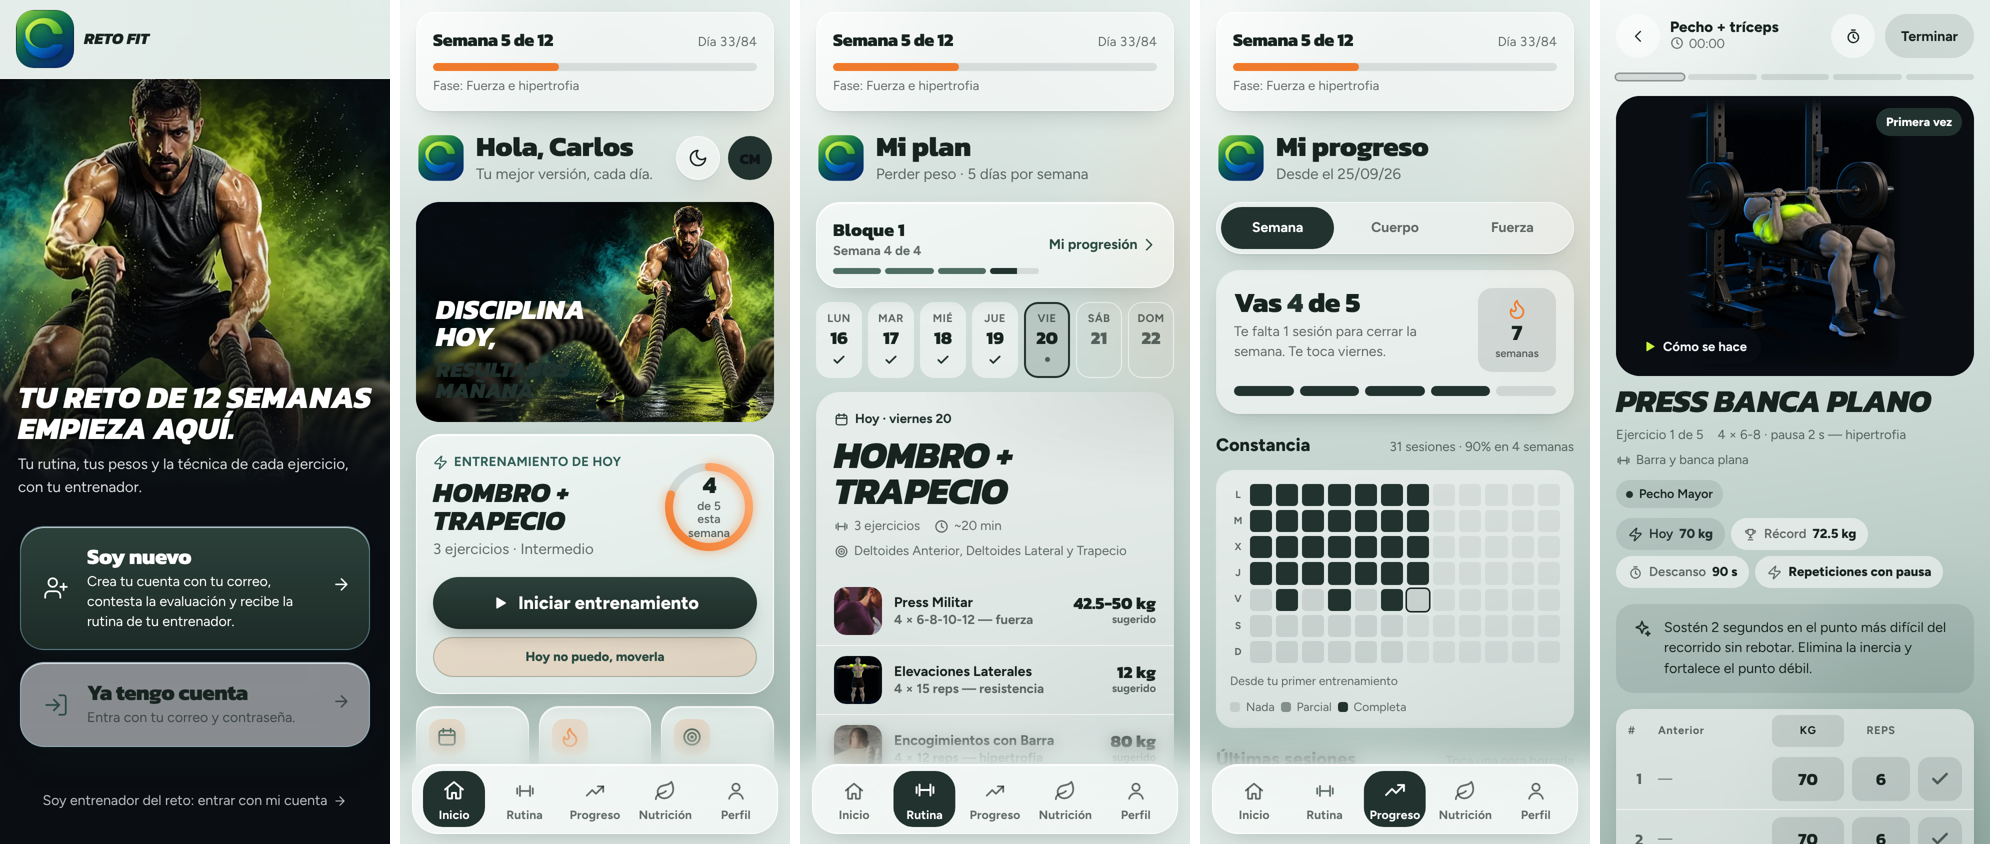 RETO FIT
TU RETO DE 12 SEMANAS
EMPIEZA AQUÍ.
Tu rutina, tus pesos y la técnica de cada ejercicio,
con tu entrenador.
Soy nuevo
Crea tu cuenta con tu correo,
contesta la evaluación y recibe la
rutina de tu entrenador.
Ya tengo cuenta
Entra con tu correo y contraseña.
Soy entrenador del reto: entrar con mi cuenta
Semana 5 de 12
Día 33/84
Fase: Fuerza e hipertrofia
Hola, Carlos
Tu mejor versión, cada día.
CM
DISCIPLINA
HOY,
RESULTADOS
MAÑANA
ENTRENAMIENTO DE HOY
HOMBRO +
TRAPECIO
3 ejercicios · Intermedio
4
de 5
esta
semana
Iniciar entrenamiento
Hoy no puedo, moverla
Inicio
Rutina
Progreso
Nutrición
Perfil
Semana 5 de 12
Día 33/84
Fase: Fuerza e hipertrofia
Mi plan
Perder peso · 5 días por semana
Bloque 1
Semana 4 de 4
Mi progresión
LUN MAR MIÉ JUE VIE SÁB DOM
16 17 18 19 20 21 22
Hoy · viernes 20
HOMBRO +
TRAPECIO
3 ejercicios ~20 min
Deltoides Anterior, Deltoides Lateral y Trapecio
Press Militar
4 × 6-8-10-12 — fuerza
42.5–50 kg
sugerido
Elevaciones Laterales
4 × 15 reps — resistencia
12 kg
sugerido
Encogimientos con Barra
4 × 12 reps — hipertrofia
80 kg
sugerido
Inicio
Rutina
Progreso
Nutrición
Perfil
Semana 5 de 12
Día 33/84
Fase: Fuerza e hipertrofia
Mi progreso
Desde el 25/09/26
Semana
Cuerpo
Fuerza
Vas 4 de 5
Te falta 1 sesión para cerrar la
semana. Te toca viernes.
7
semanas
Constancia
31 sesiones · 90% en 4 semanas
L
M
X
J
V
S
D
Desde tu primer entrenamiento
Nada Parcial Completa
Últimas sesiones
Inicio
Rutina
Progreso
Nutrición
Perfil
Pecho + tríceps
00:00
Terminar
Primera vez
Cómo se hace
PRESS BANCA PLANO
Ejercicio 1 de 5 4 × 6-8 · pausa 2 s — hipertrofia
Barra y banca plana
Pecho Mayor
Hoy 70 kg
Récord 72.5 kg
Descanso 90 s
Repeticiones con pausa
Sostén 2 segundos en el punto más difícil del
recorrido sin rebotar. Elimina la inercia y
fortalece el punto débil.
# Anterior KG REPS
1 — 70 6
2 — 70 6